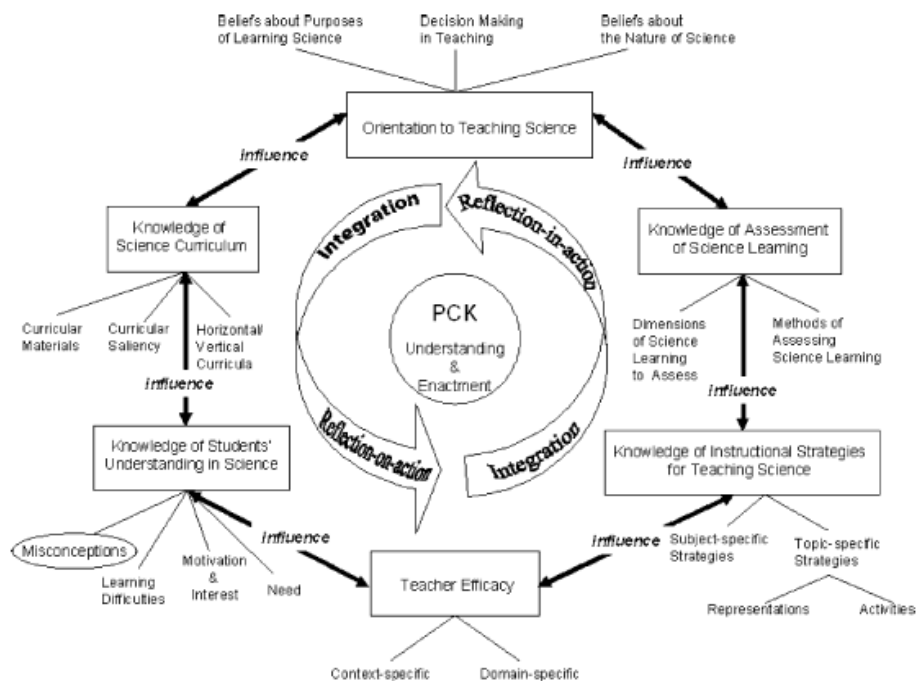 Beliefs about Purposes
of Learning Science
Decision Making
in Teaching
Beliefs about
the Nature of Science
Orientation to Teaching Science
influence
influence
Integration
Reflection-in-action
Knowledge of
Science Curriculum
Knowledge of Assessment
of Science Learning
PCK
Understanding
&
Enactment
Curricular
Materials
Curricular
Saliency
Horizontal/
Vertical
Curricula
Dimensions
of Science
Learning
to Assess
Methods of
Assessing
Science Learning
influence
influence
Reflection-on-action
Integration
Knowledge of Students'
Understanding in Science
Knowledge of Instructional Strategies
for Teaching Science
Misconceptions
Learning
Difficulties
Motivation
&
Interest
Need
influence
influence
Subject-specific
Strategies
Topic-specific
Strategies
Teacher Efficacy
Representations
Activities
Context-specific
Domain-specific